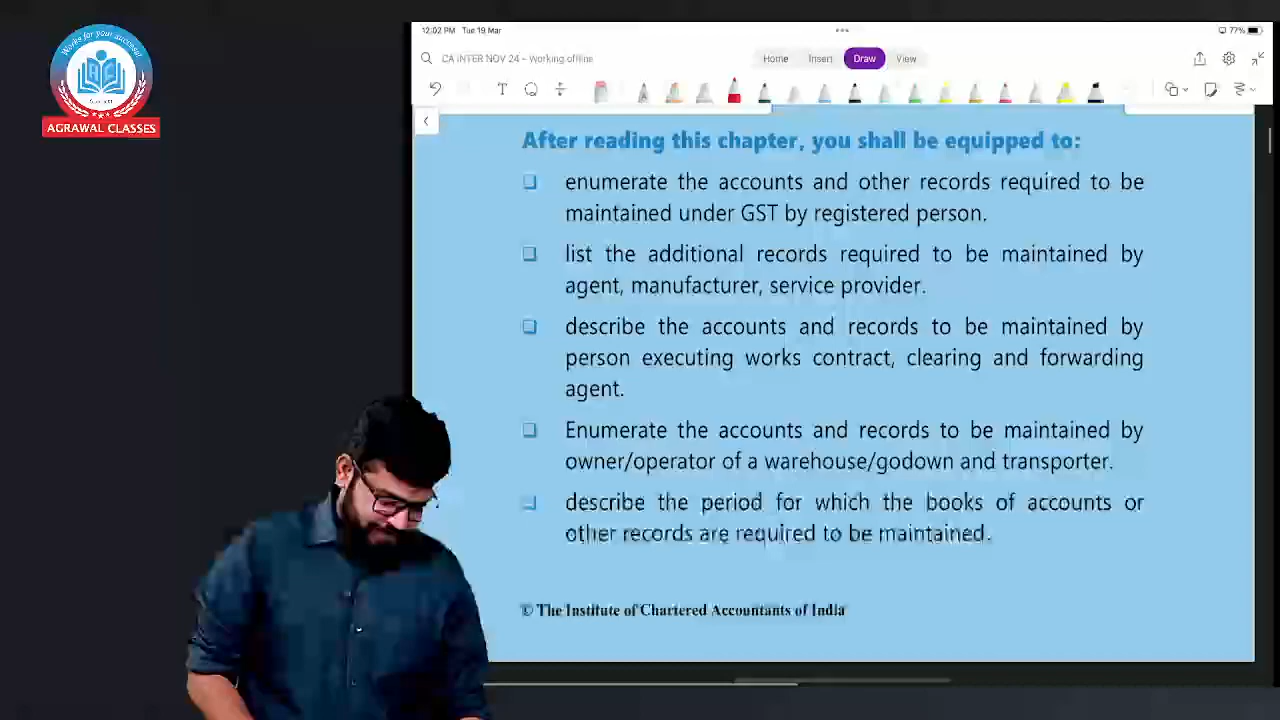 Works for your success
AGRAWAL CLASSES
12:02 PM Tue 19 Mar
77%
CA INTER NOV 24 – Working offline
Home Insert Draw View
After reading this chapter, you shall be equipped to:
enumerate the accounts and other records required to be
maintained under GST by registered person.
list the additional records required to be maintained by
agent, manufacturer, service provider.
describe the accounts and records to be maintained by
person executing works contract, clearing and forwarding
agent.
Enumerate the accounts and records to be maintained by
owner/operator of a warehouse/godown and transporter.
describe the period for which the books of accounts or
other records are required to be maintained.
© The Institute of Chartered Accountants of India